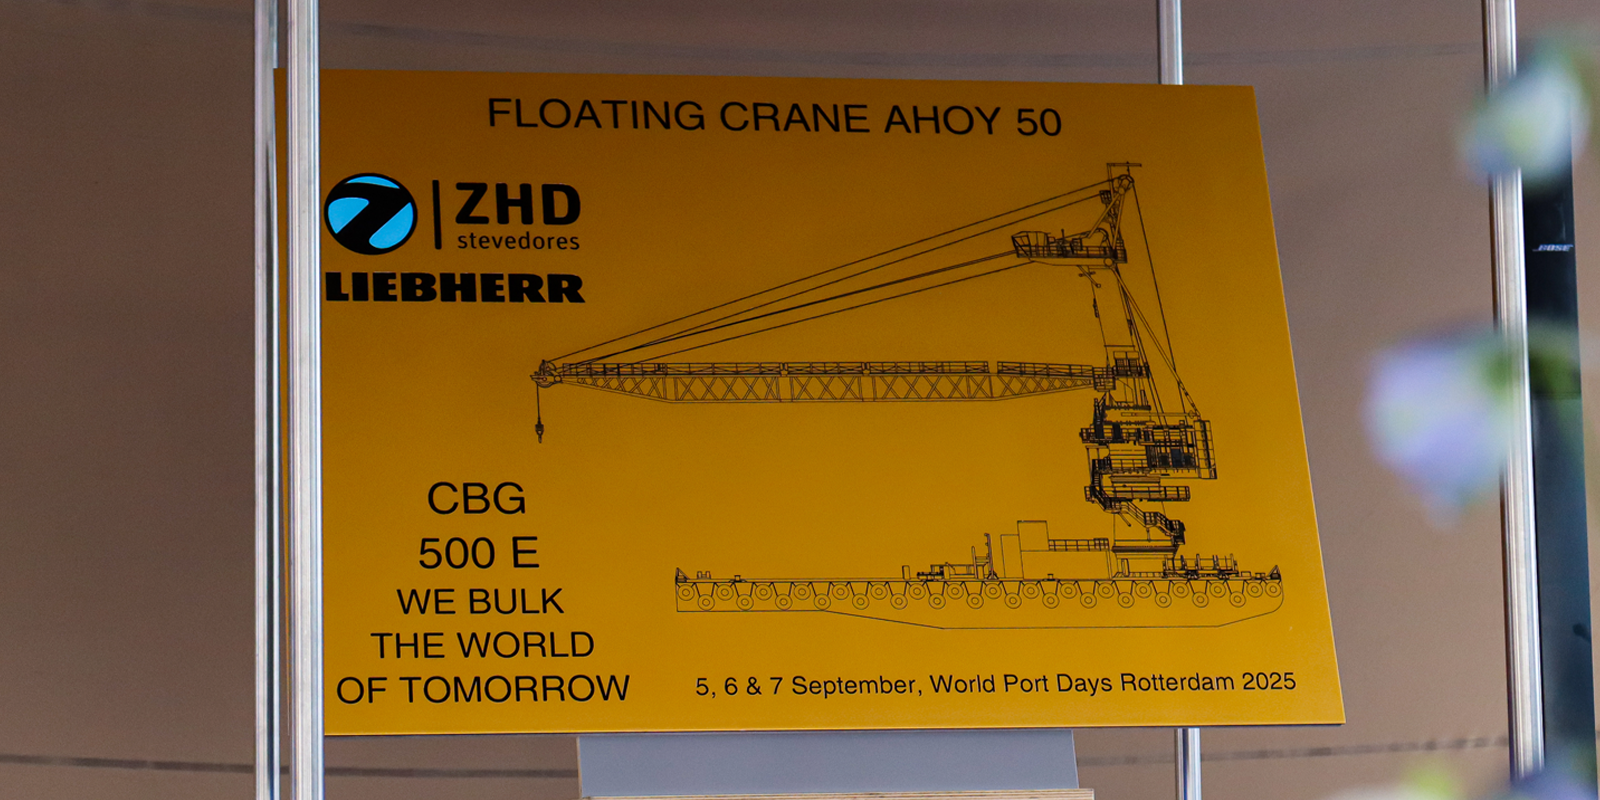 FLOATING CRANE AHOY 50
ZHD
stevedores
LIEBHERR
CBG
500 E
WE BULK
THE WORLD
OF TOMORROW
5, 6 & 7 September, World Port Days Rotterdam 2025
BOSE